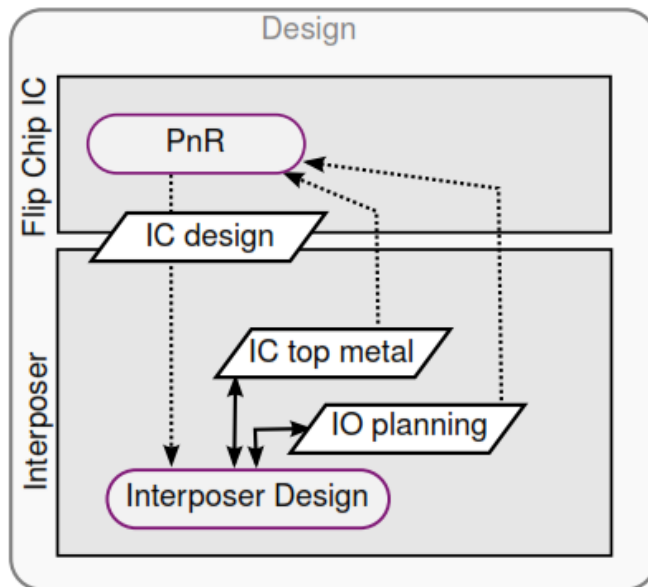 Design
Flip Chip IC
PnR
IC design
Interposer
IC top metal
IO planning
Interposer Design